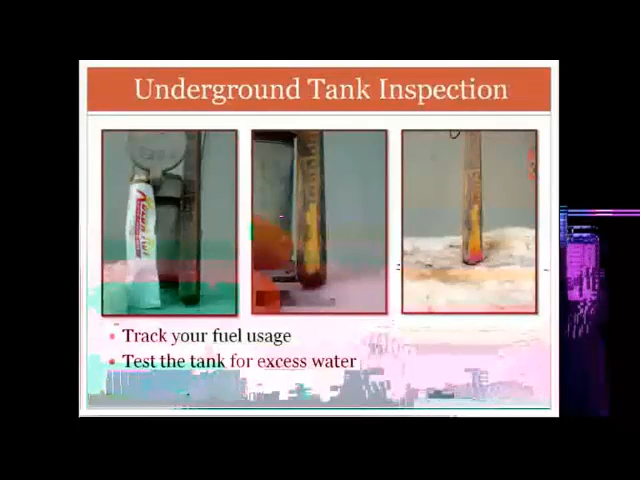 Underground Tank Inspection
Track your fuel usage
Test the tank for excess water